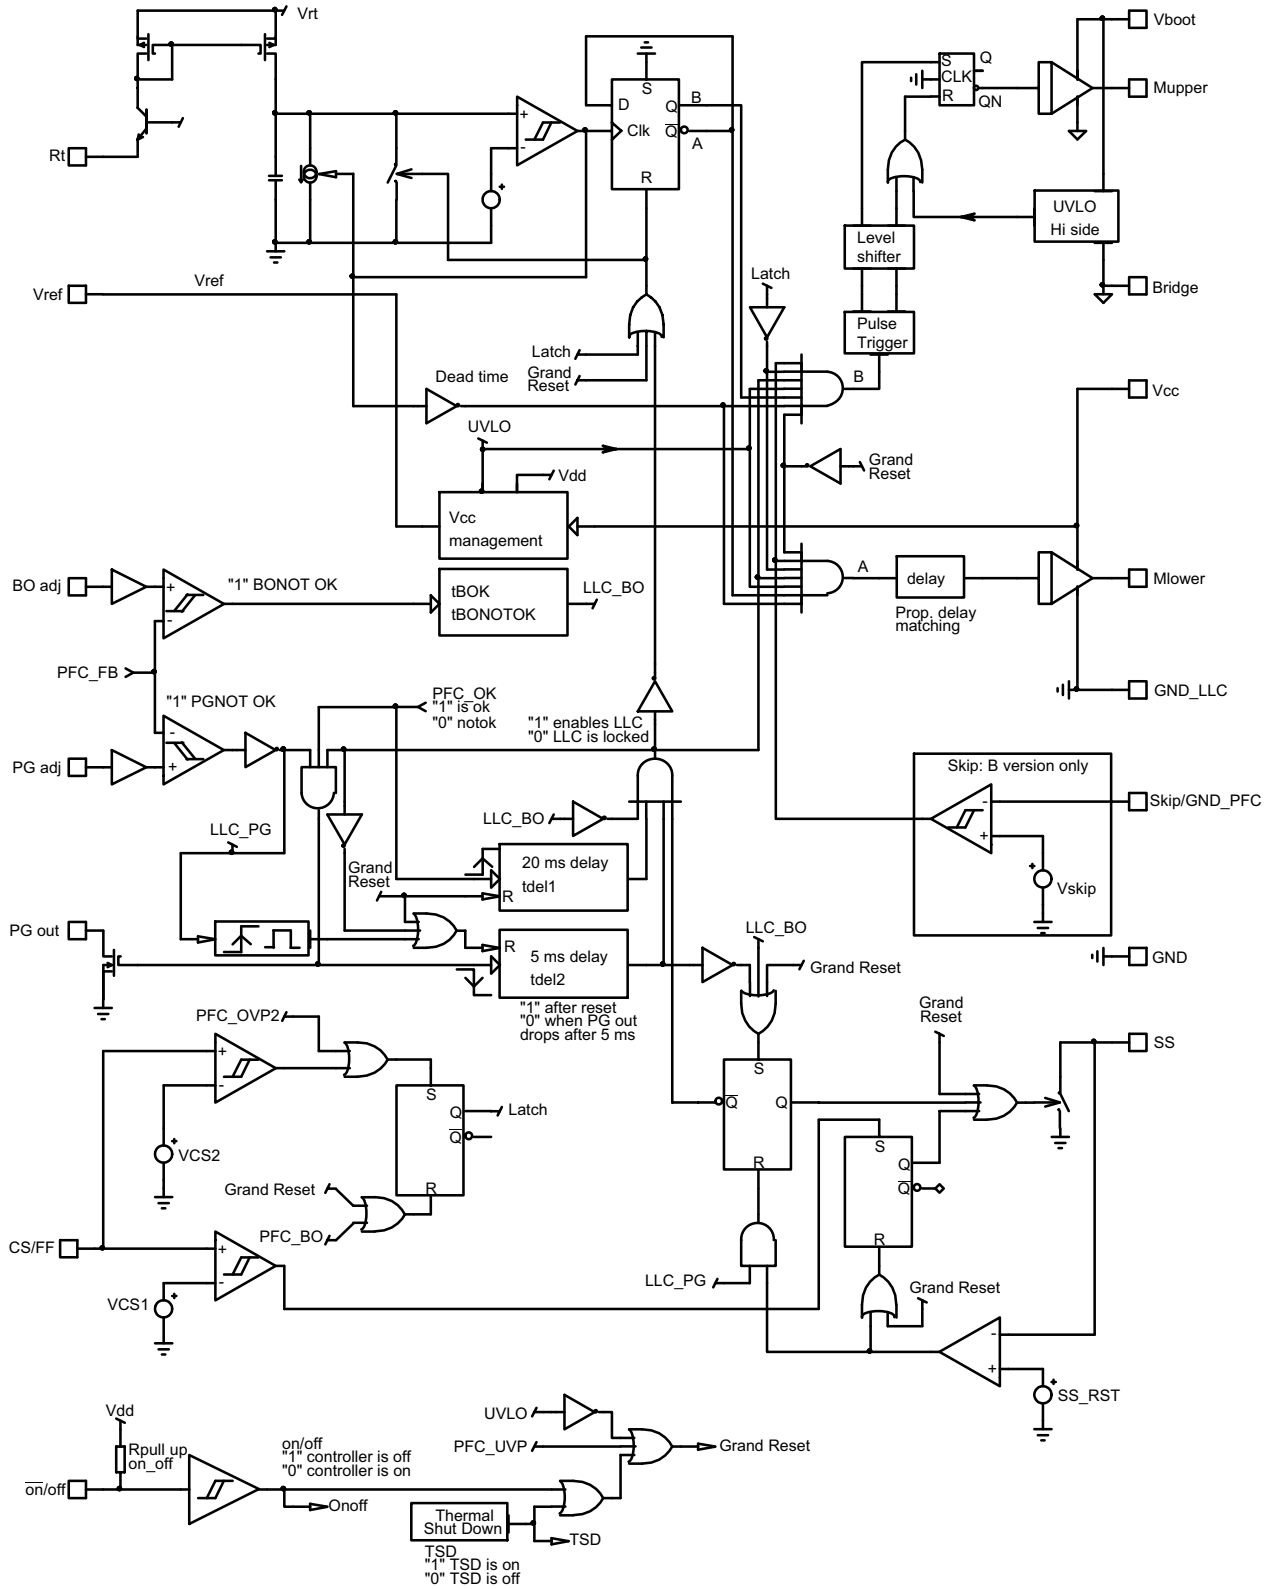 Vrt
Vboot
S
Q
CLK
R
QN
Mupper
+
-
D
S
Q
B
Clk
Q
A
R
Rt
+
UVLO
Hi side
Level
shifter
Vref
Vref
Latch
Bridge
Pulse
Trigger
Latch
Grand
Reset
Dead time
B
Vcc
UVLO
Grand
Reset
Vdd
Vcc
management
BO adj
+
-
"1" BONOT OK
tBOK
tBONOTOK
LLC_BO
A
delay
Mlower
Prop. delay
matching
PFC_FB
"1" PGNOT OK
PFC_OK
"1" is ok
"0" notok
"1" enables LLC
"0" LLC is locked
GND_LLC
PG adj
-
+
Skip: B version only
-
+
Skip/GND_PFC
LLC_BO
LLC_PG
Grand
Reset
20 ms delay
tdel1
R
+
Vskip
PG out
R
5 ms delay
tdel2
LLC_BO
Grand Reset
GND
"1" after reset
"0" when PG out
drops after 5 ms
Grand
Reset
PFC_OVP2
SS
+
-
S
Q
Latch
Q
R
S
Q
Q
R
+
VCS2
S
Q
Q
R
Grand Reset
PFC_BO
CS/FF
+
-
LLC_PG
Grand Reset
VCS1
+
-
+
+
SS_RST
Vdd
UVLO
Rpull up
on_off
on/off
"1" controller is off
"0" controller is on
PFC_UVP
Grand Reset
on/off
Onoff
Thermal
Shut Down
TSD
TSD
"1" TSD is on
"0" TSD is off